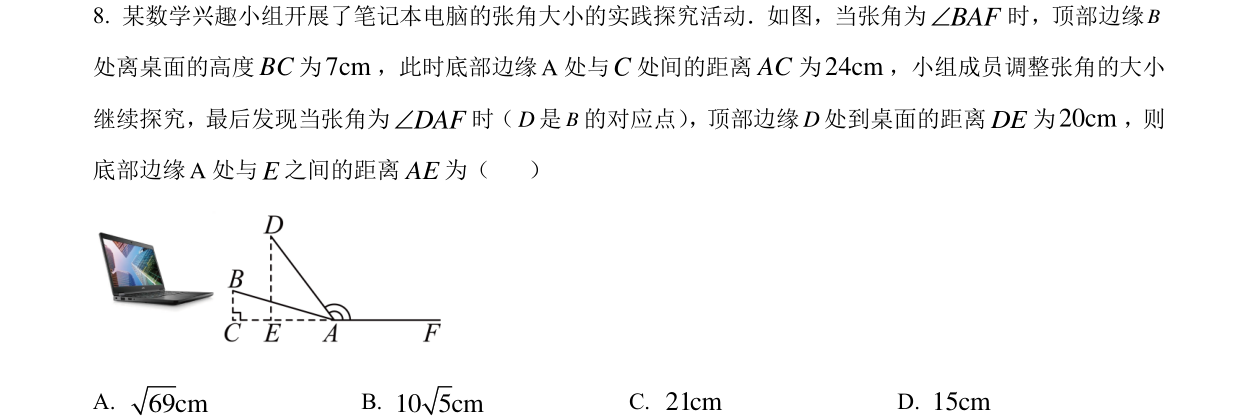 8. 某数学兴趣小组开展了笔记本电脑的张角大小的实践探究活动．如图，当张角为∠BAF时，顶部边缘B
处离桌面的高度BC为7cm，此时底部边缘A处与C处间的距离AC为24cm，小组成员调整张角的大小
继续探究，最后发现当张角为∠DAF时（D是B的对应点），顶部边缘D处到桌面的距离DE为20cm，则
底部边缘A处与E之间的距离AE为（　　）
D
B
C E A F
A. √69cm B. 10√5cm C. 21cm D. 15cm